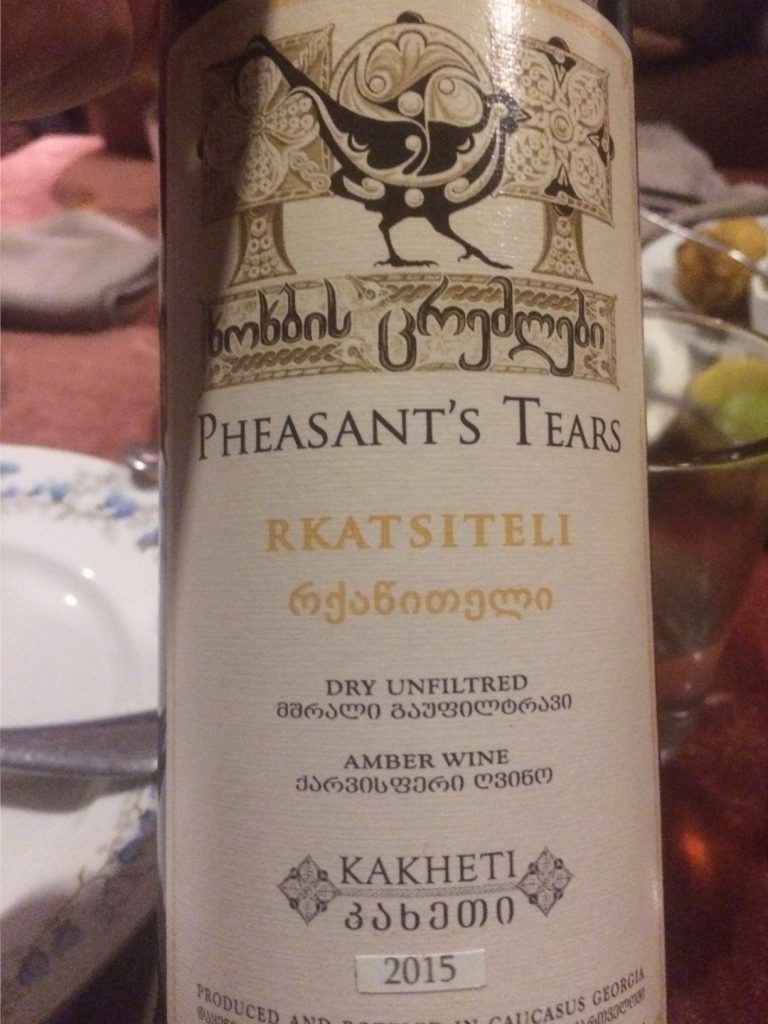 ხოხბის ცრემლები
PHEASANT'S TEARS
RKATSITELI
რქაწითელი
DRY UNFILTRED
მშრალი გაუფილტრავი
AMBER WINE
ქარვისფერი ღვინო
KAKHETI
კახეთი
2015
PRODUCED AND BOTTLED IN CAUCASUS GEORGIA